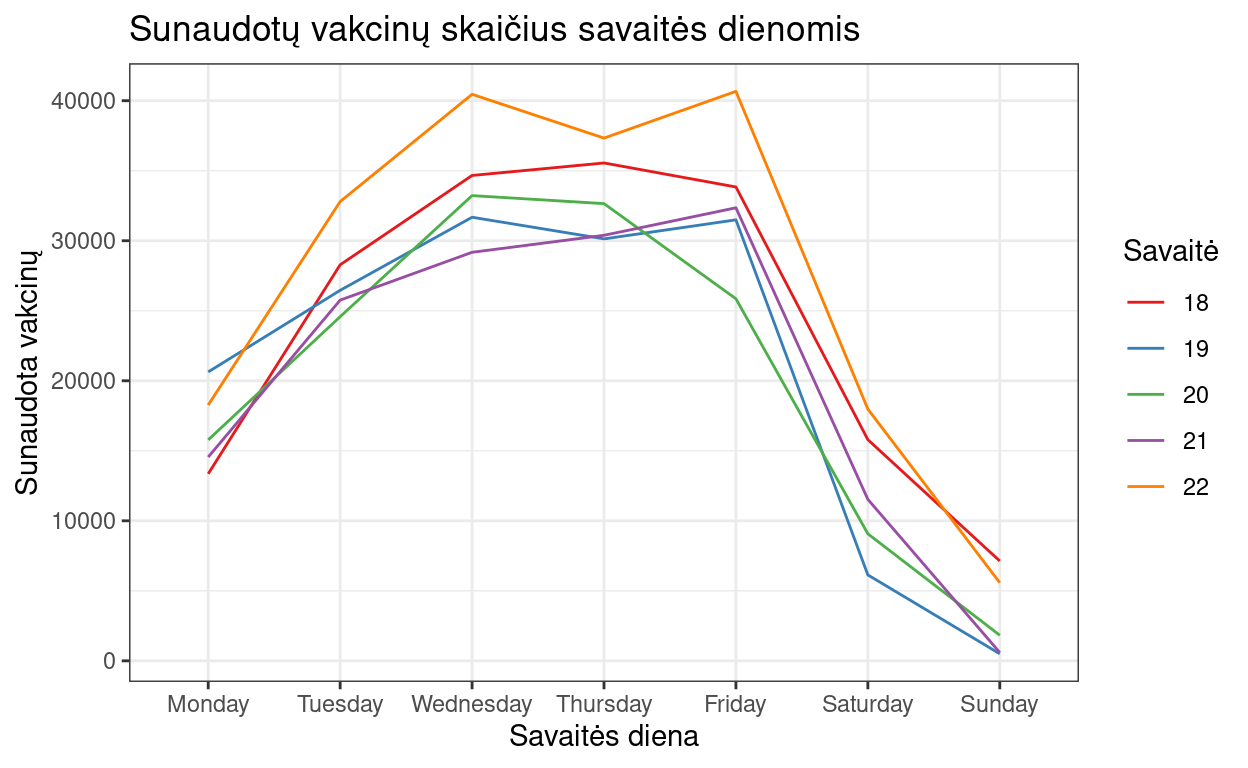 Sunaudotų vakcinų skaičius savaitės dienomis
Sunaudota vakcinų
40000
30000
20000
10000
0
Monday Tuesday Wednesday Thursday Friday Saturday Sunday
Savaitės diena
Savaitė
18
19
20
21
22